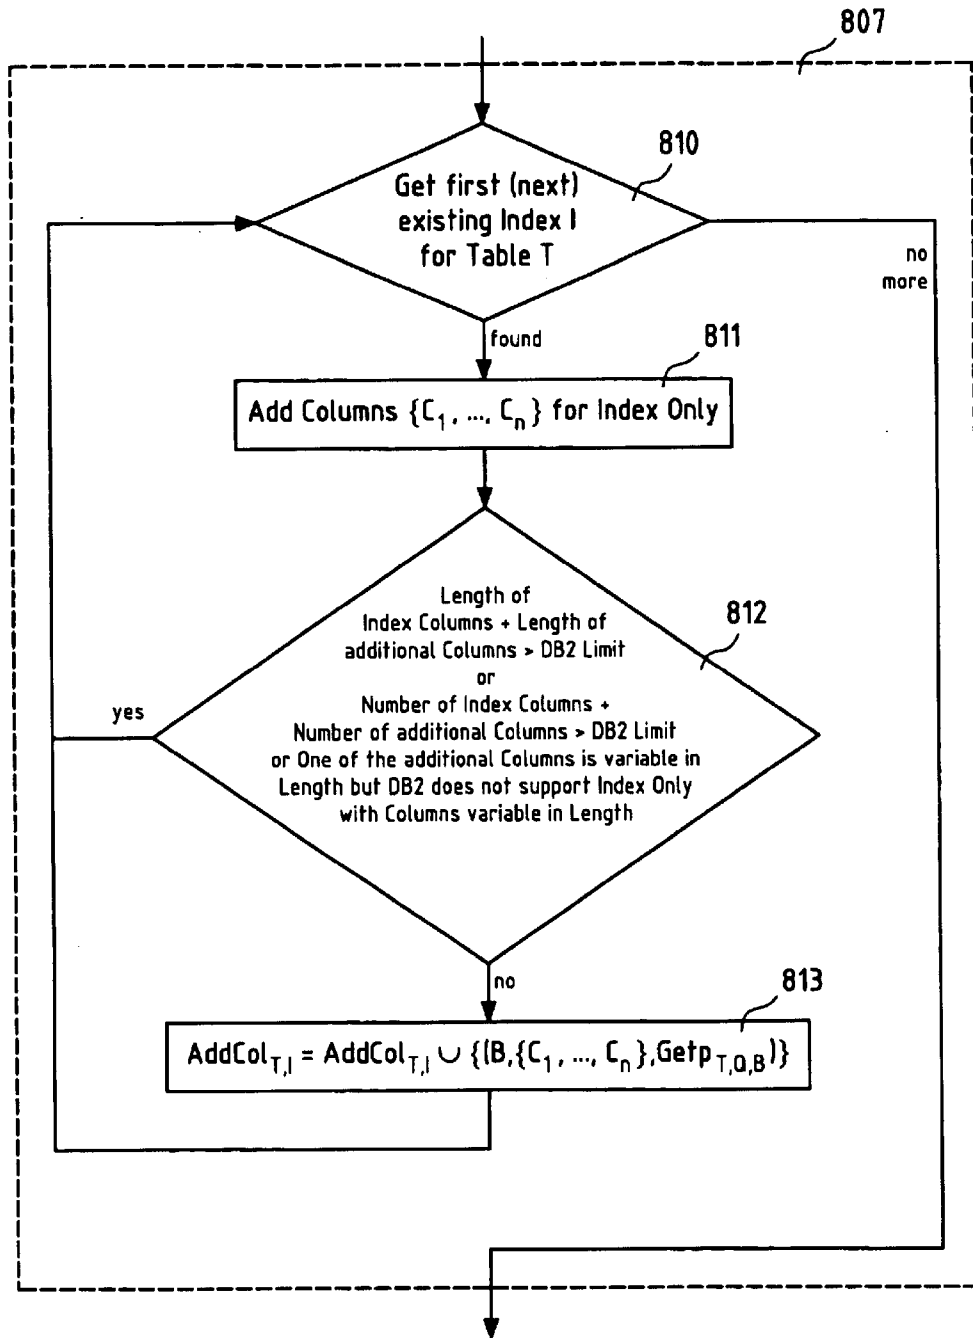 807
810
Get first (next)
existing Index I
for Table T
no
more
found
811
Add Columns {C₁, ..., Cₙ} for Index Only
812
Length of
Index Columns + Length of
additional Columns > DB2 Limit
or
Number of Index Columns +
Number of additional Columns > DB2 Limit
or One of the additional Columns is variable in
Length but DB2 does not support Index Only
with Columns variable in Length
yes
no
813
AddCol_T,I = AddCol_T,I ∪ {(B,{C₁, ..., Cₙ},Getp_T,Q,B)}